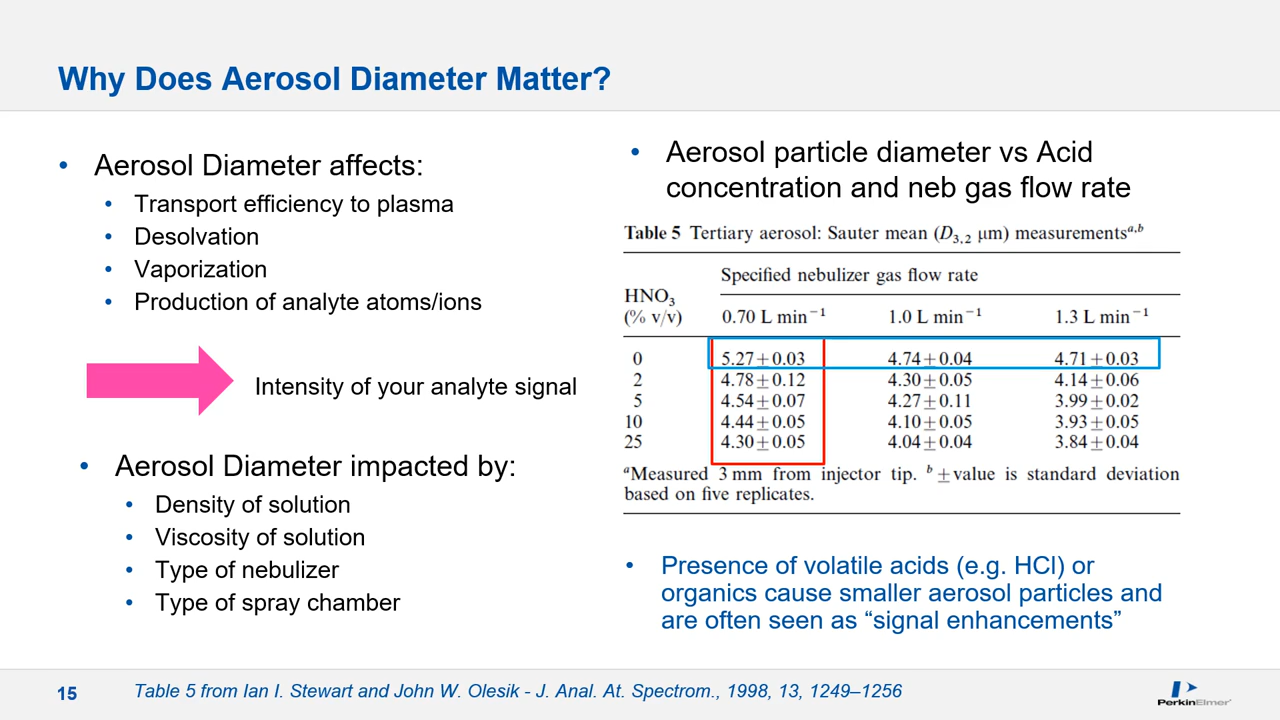 Why Does Aerosol Diameter Matter?
• Aerosol Diameter affects:
• Transport efficiency to plasma
• Desolvation
• Vaporization
• Production of analyte atoms/ions
Intensity of your analyte signal
• Aerosol Diameter impacted by:
• Density of solution
• Viscosity of solution
• Type of nebulizer
• Type of spray chamber
• Aerosol particle diameter vs Acid
concentration and neb gas flow rate
Table 5 Tertiary aerosol: Sauter mean (D3,2 μm) measurementsa,b
Specified nebulizer gas flow rate
HNO3
(% v/v) 0.70 L min−1 1.0 L min−1 1.3 L min−1
0 5.27±0.03 4.74±0.04 4.71±0.03
2 4.78±0.12 4.30±0.05 4.14±0.06
5 4.54±0.07 4.27±0.11 3.99±0.02
10 4.44±0.05 4.10±0.05 3.93±0.05
25 4.30±0.05 4.04±0.04 3.84±0.04
aMeasured 3 mm from injector tip. b±value is standard deviation
based on five replicates.
• Presence of volatile acids (e.g. HCl) or
organics cause smaller aerosol particles and
are often seen as “signal enhancements”
15
Table 5 from Ian I. Stewart and John W. Olesik - J. Anal. At. Spectrom., 1998, 13, 1249–1256
PerkinElmer